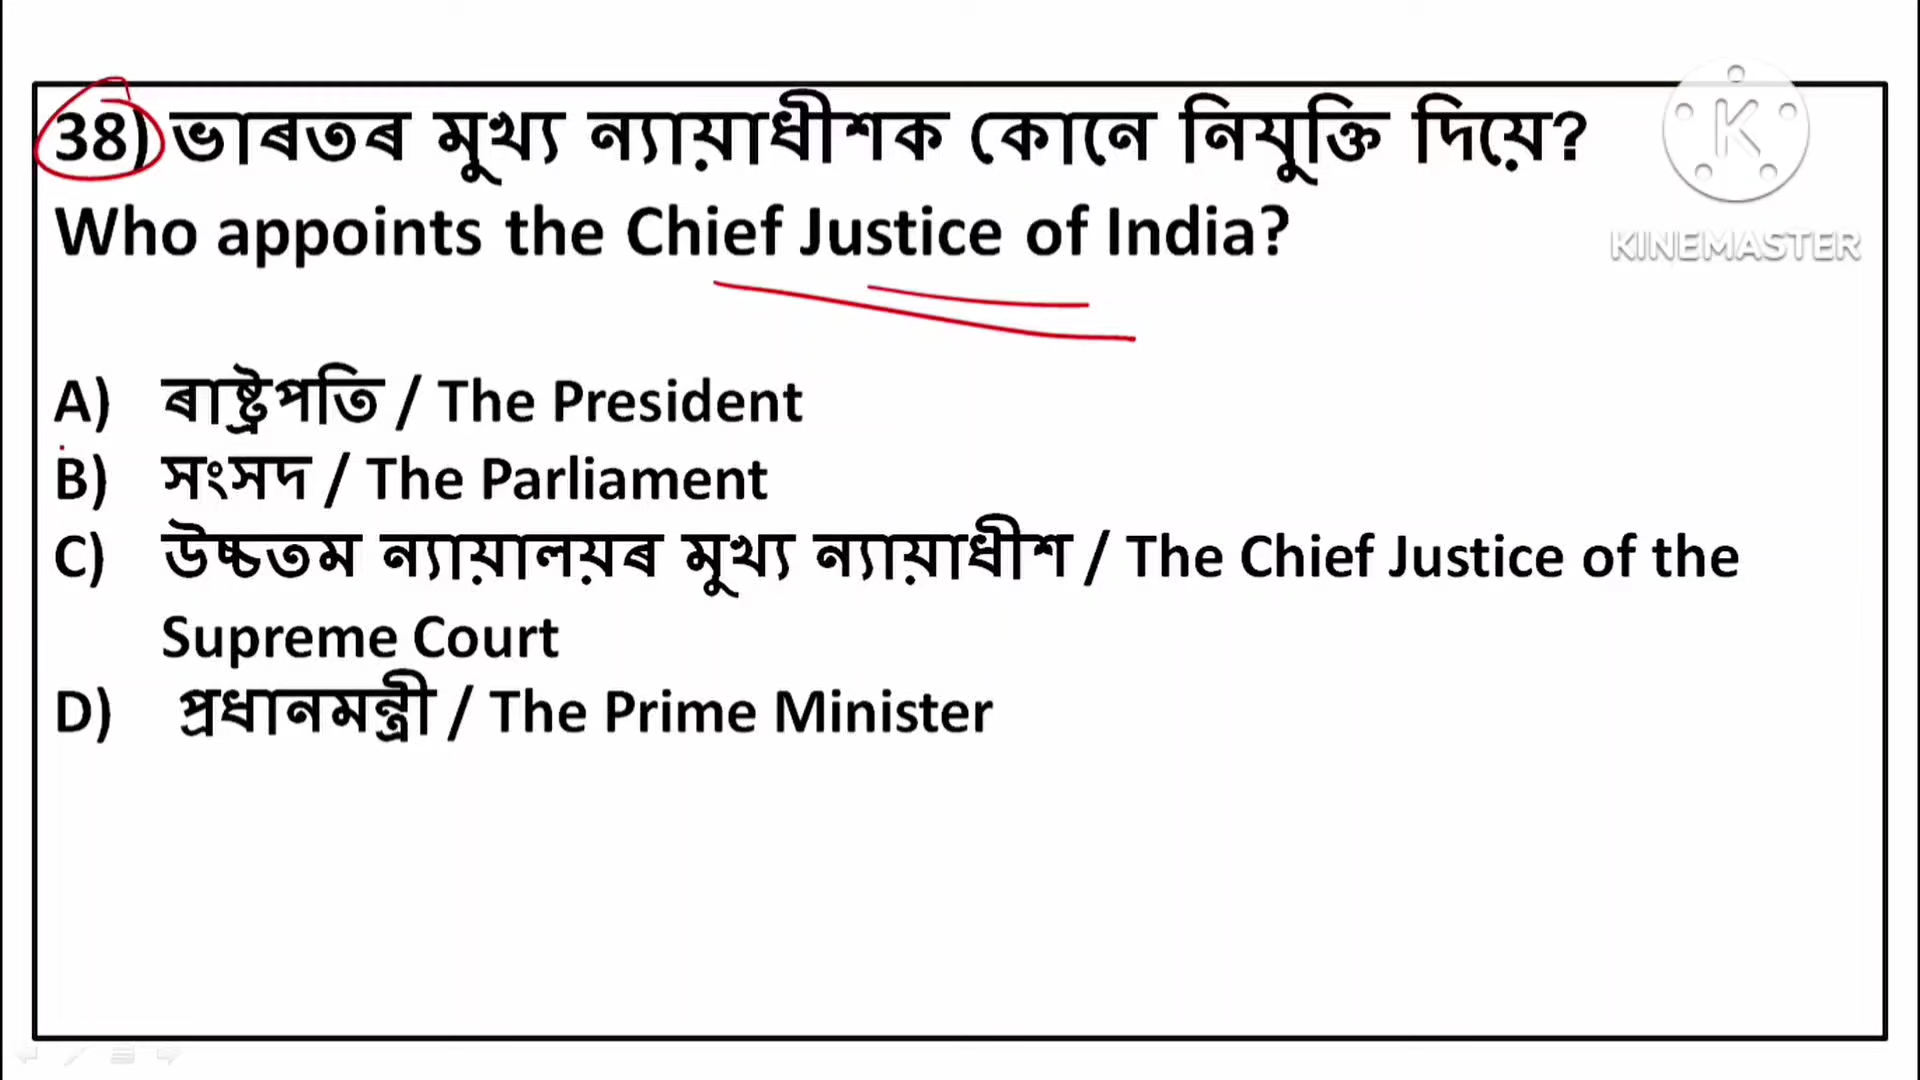 38) ভাৰতৰ মুখ্য ন্যায়াধীশক কোনে নিযুক্তি দিয়ে?
Who appoints the Chief Justice of India?
KINEMASTER
A) ৰাষ্ট্ৰপতি / The President
B) সংসদ / The Parliament
C) উচ্চতম ন্যায়ালয়ৰ মুখ্য ন্যায়াধীশ / The Chief Justice of the
Supreme Court
D) প্ৰধানমন্ত্ৰী / The Prime Minister